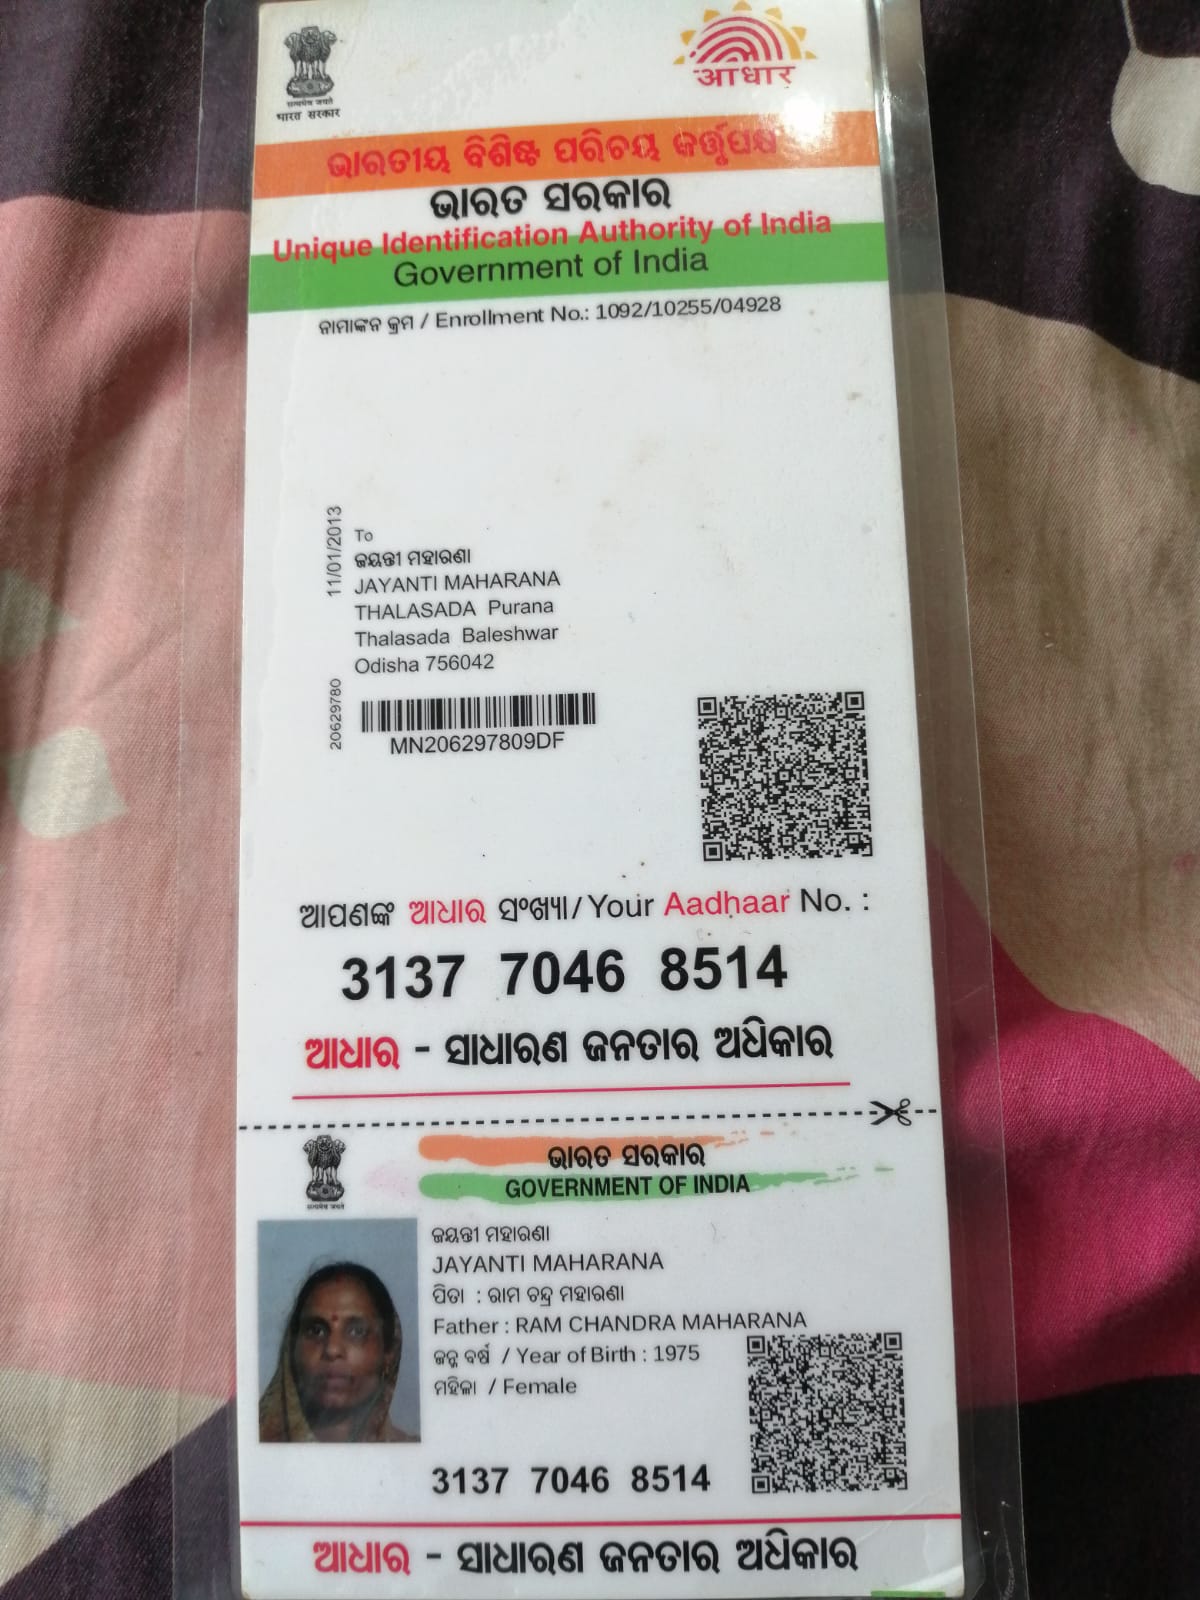 आधार
सत्यमेव जयते
भारत सरकार
ଭାରତୀୟ ବିଶିଷ୍ଟ ପରିଚୟ କର୍ତ୍ତୃପକ୍ଷ
ଭାରତ ସରକାର
Unique Identification Authority of India
Government of India
ନାମାଙ୍କନ କ୍ରମ / Enrollment No.: 1092/10255/04928
11/01/2013
To
ଜୟନ୍ତୀ ମହାରଣା
JAYANTI MAHARANA
THALASADA Purana
Thalasada Baleshwar
Odisha 756042
20629780
MN206297809DF
ଆପଣଙ୍କ ଆଧାର ସଂଖ୍ୟା/Your Aadhaar No. :
3137 7046 8514
ଆଧାର - ସାଧାରଣ ଜନତାର ଅଧିକାର
ଭାରତ ସରକାର
GOVERNMENT OF INDIA
सत्यमेव जयते
ଜୟନ୍ତୀ ମହାରଣା
JAYANTI MAHARANA
ପିତା : ରାମ ଚନ୍ଦ୍ର ମହାରଣା
Father : RAM CHANDRA MAHARANA
ଜନ୍ମ ବର୍ଷ / Year of Birth : 1975
ମହିଳା / Female
3137 7046 8514
ଆଧାର - ସାଧାରଣ ଜନତାର ଅଧିକାର